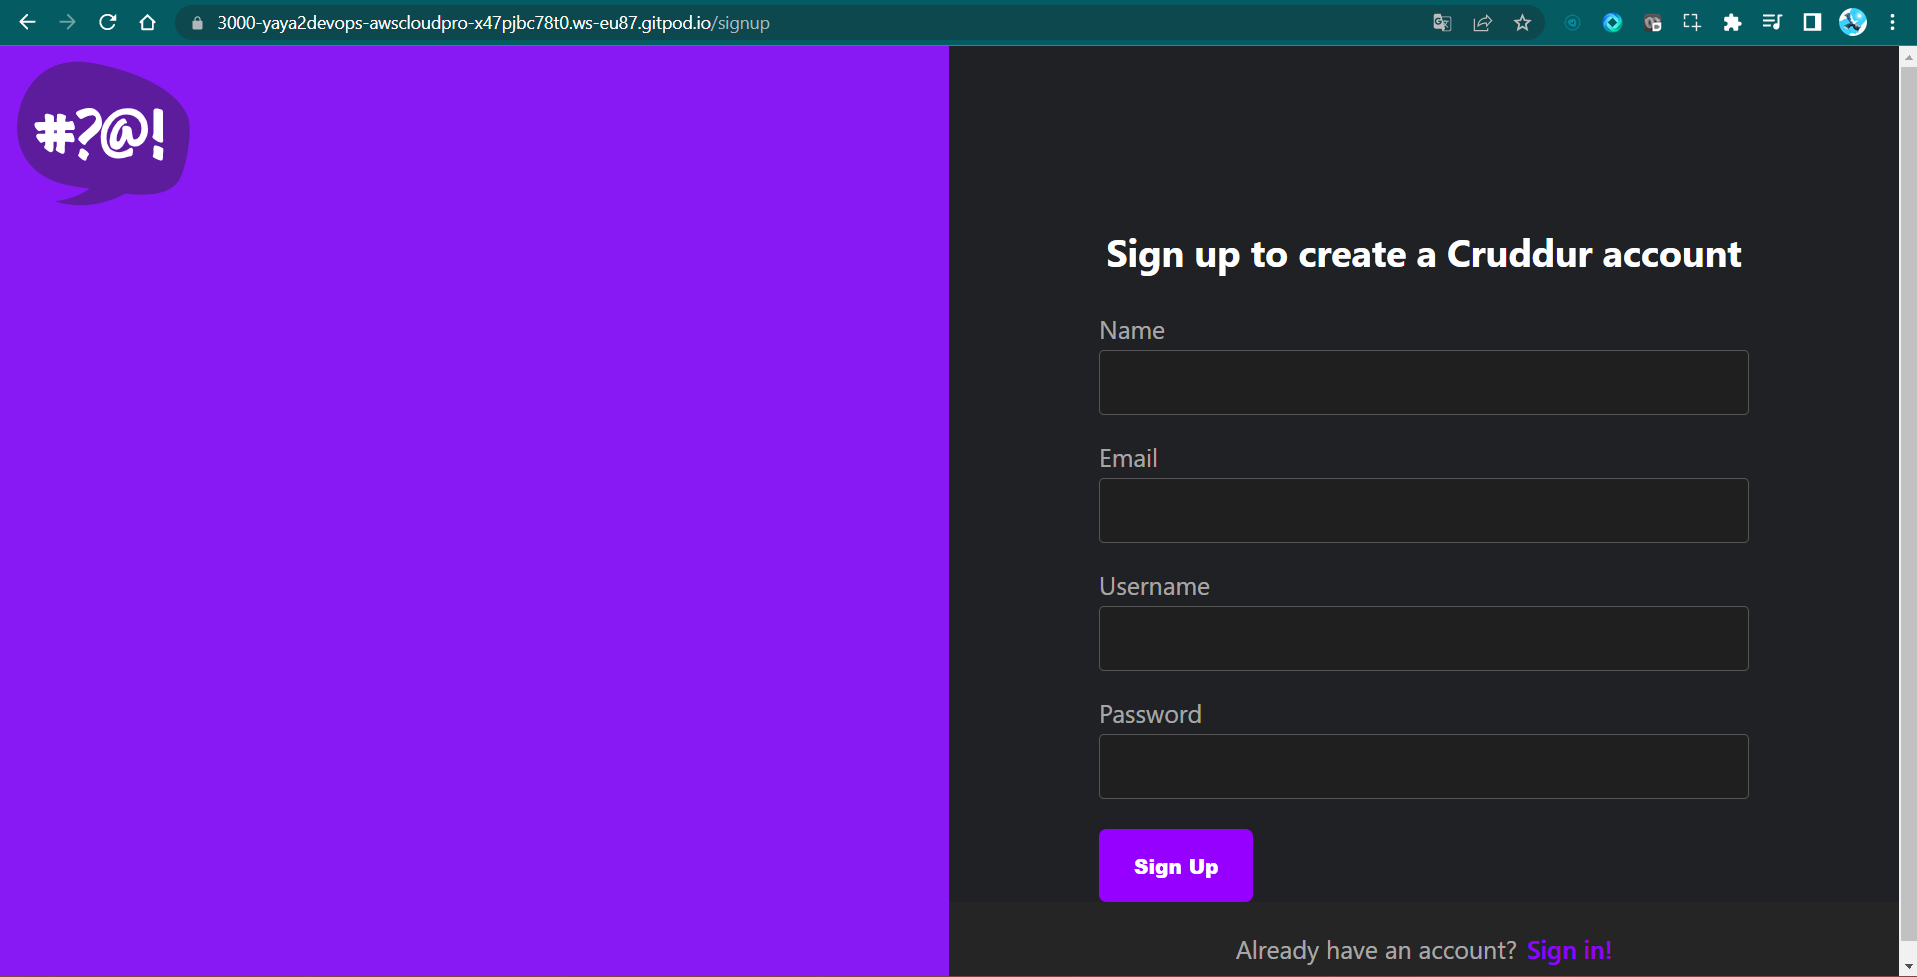 3000-yaya2devops-awscloudpro-x47pjbc78t0.ws-eu87.gitpod.io/signup
#?@!
Sign up to create a Cruddur account
Name
Email
Username
Password
Sign Up
Already have an account? Sign in!